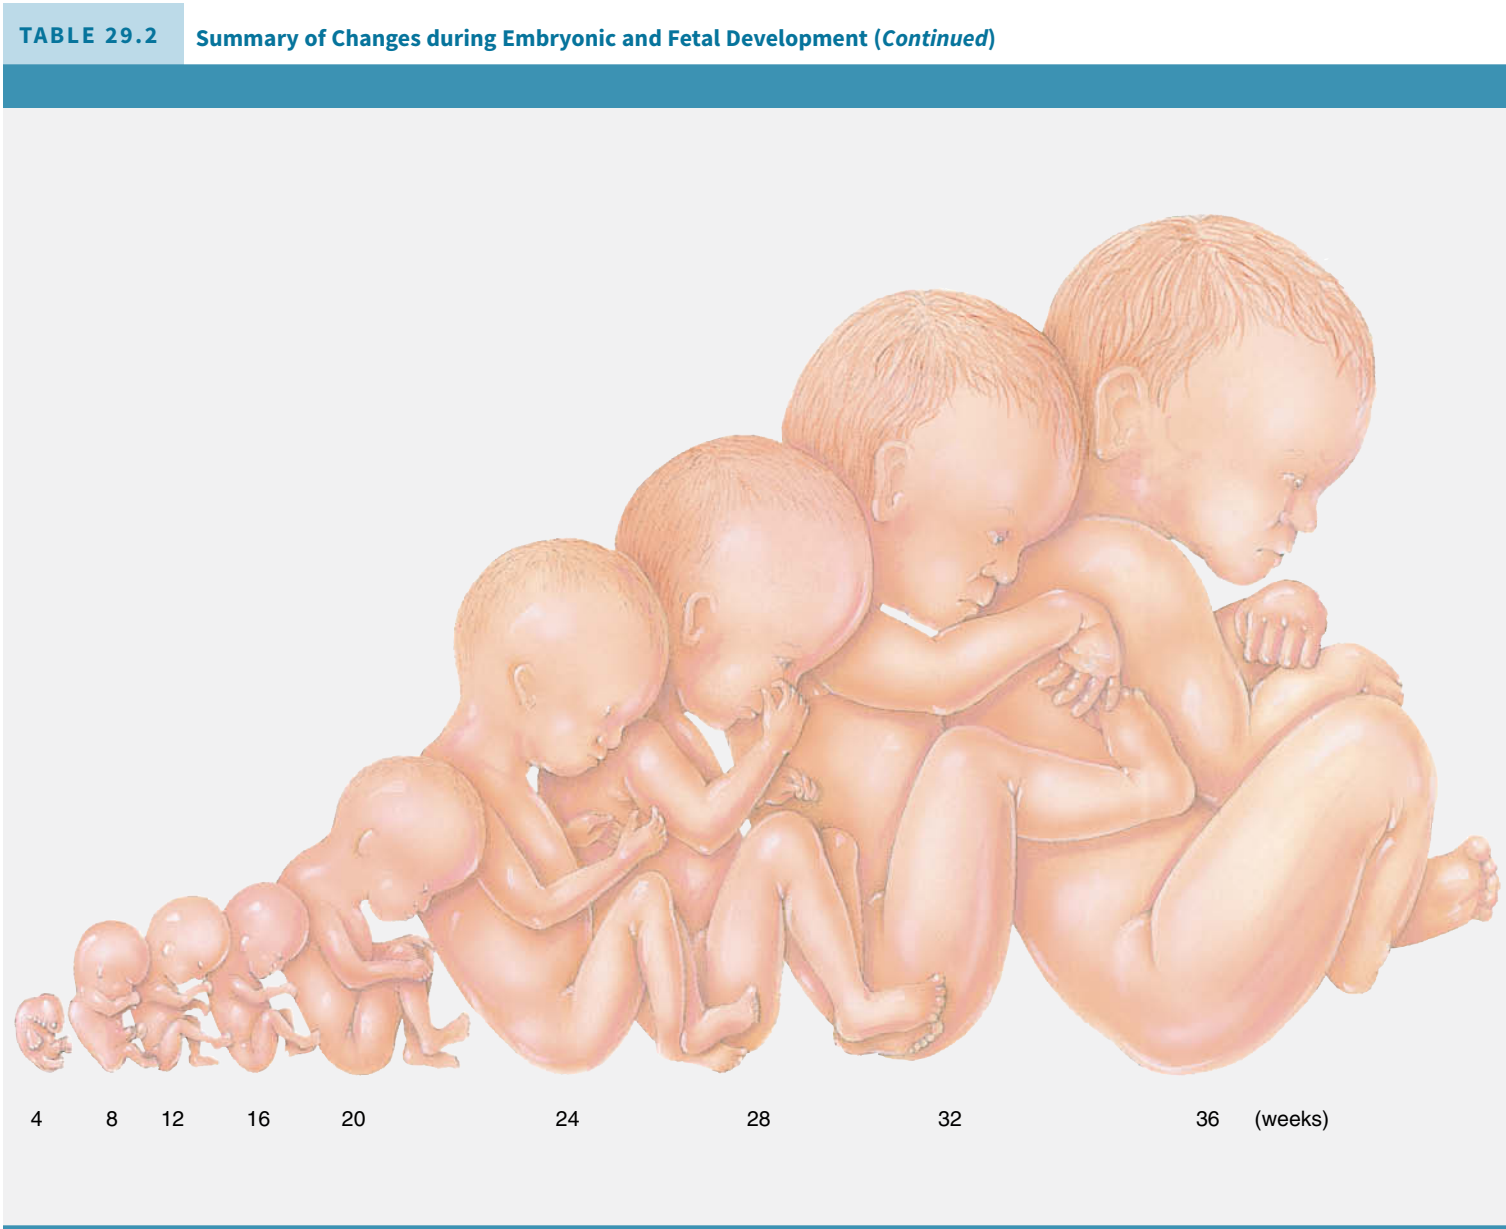 TABLE 29.2 Summary of Changes during Embryonic and Fetal Development (Continued)
4 8 12 16 20 24 28 32 36 (weeks)